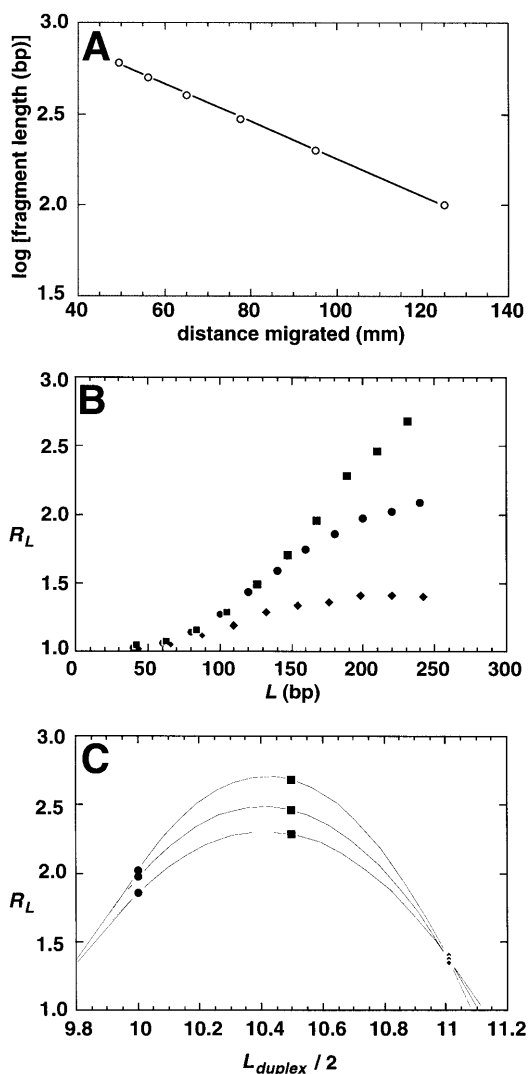 A
log [fragment length (bp)]
3.0
2.5
2.0
1.5
40 60 80 100 120 140
distance migrated (mm)
B
R_L
3.0
2.5
2.0
1.5
1.0
0 50 100 150 200 250 300
L (bp)
C
R_L
3.0
2.5
2.0
1.5
1.0
9.8 10 10.2 10.4 10.6 10.8 11 11.2
L_duplex / 2